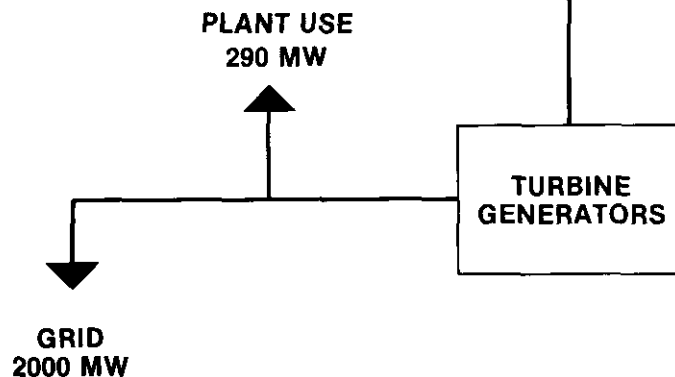 PLANT USE
290 MW
TURBINE
GENERATORS
GRID
2000 MW